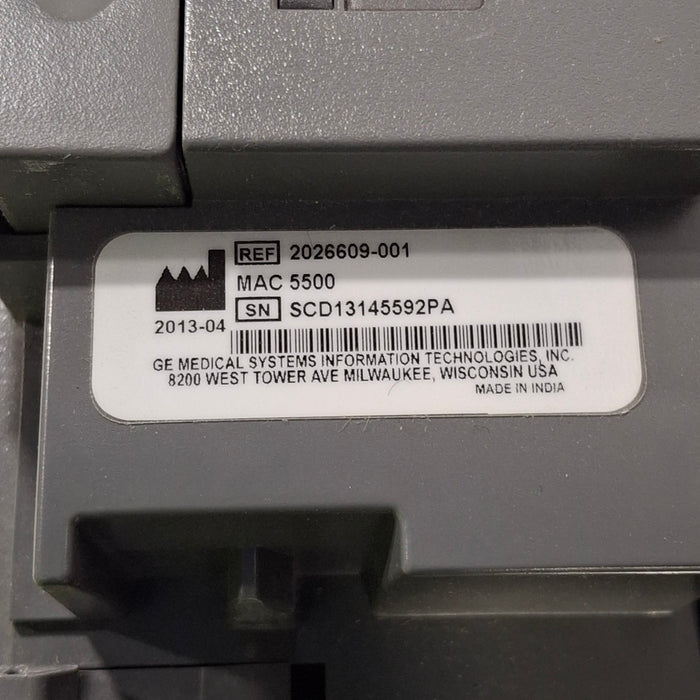 REF 2026609-001
MAC 5500
SN SCD13145592PA
2013-04
GE MEDICAL SYSTEMS INFORMATION TECHNOLOGIES, INC.
8200 WEST TOWER AVE MILWAUKEE, WISCONSIN USA
MADE IN INDIA